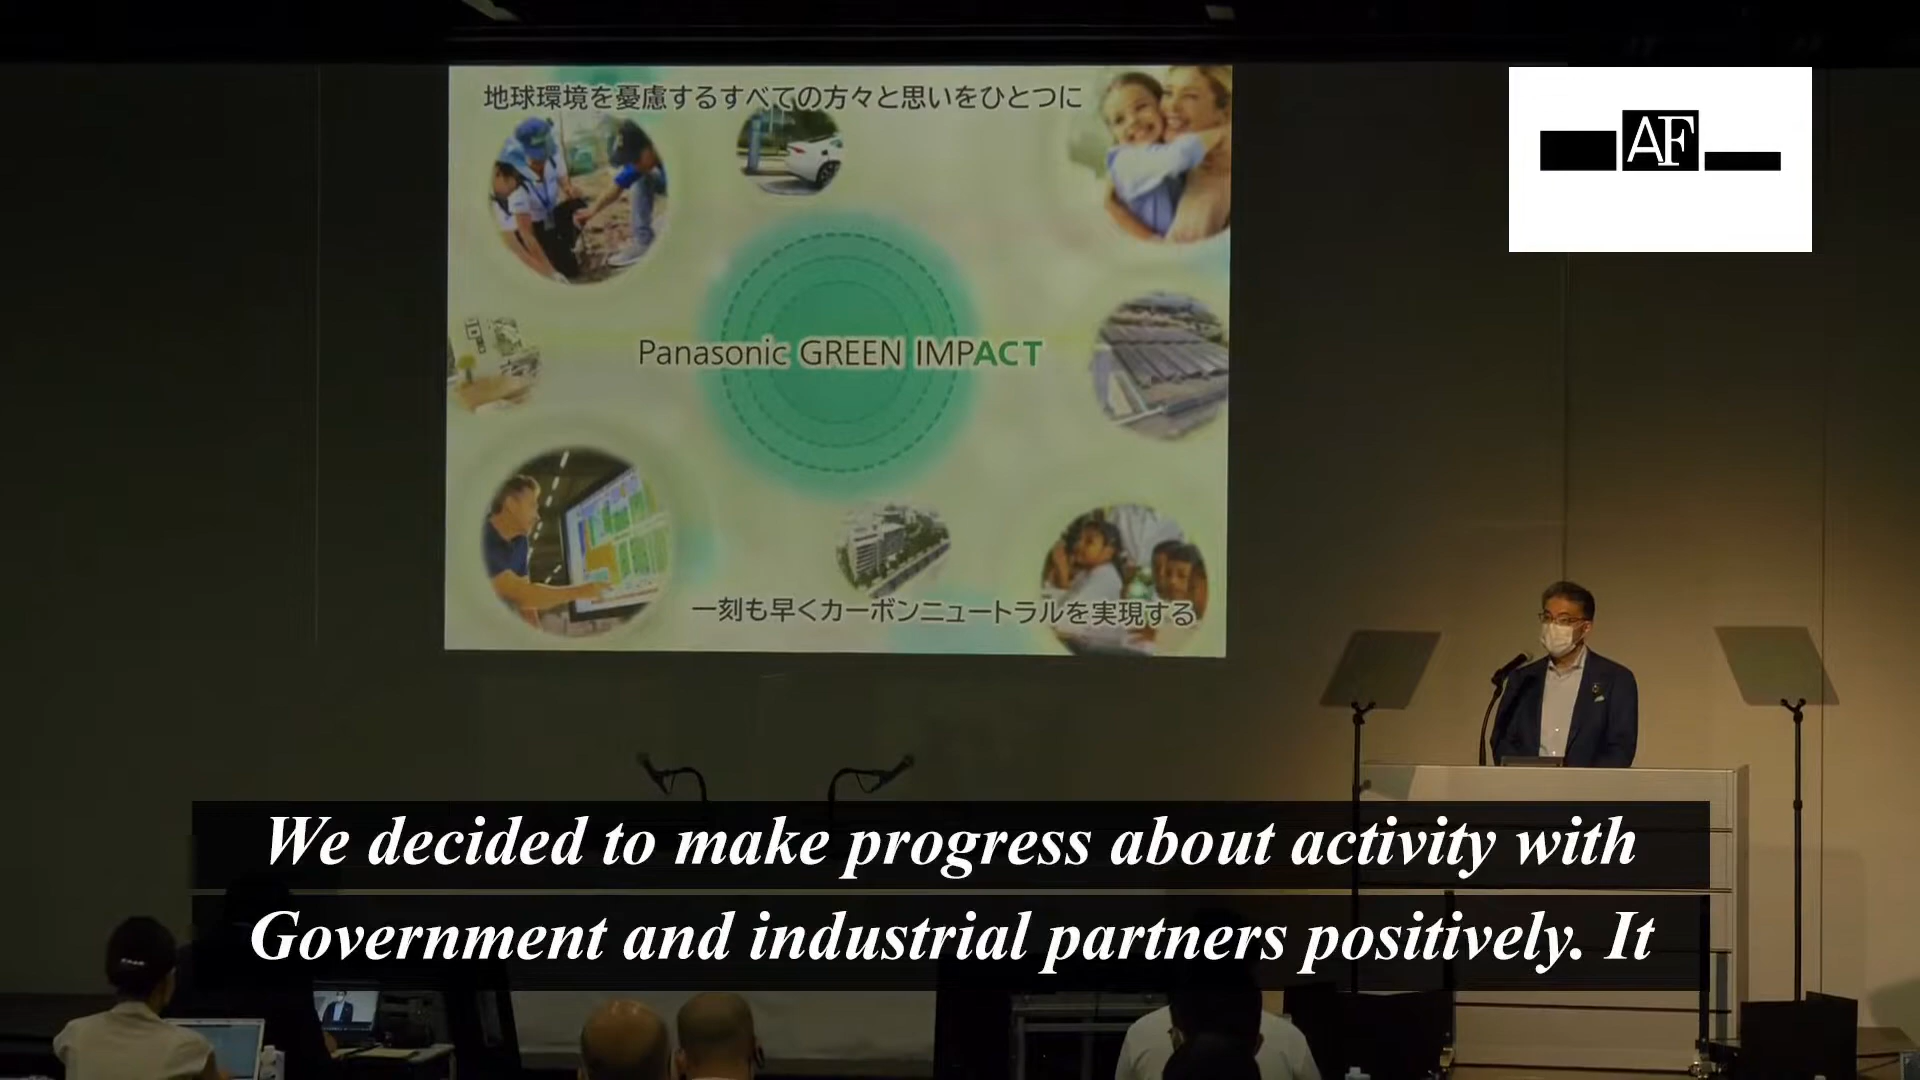 地球環境を憂慮するすべての方々と思いをひとつに
AF
Panasonic GREEN IMPACT
一刻も早くカーボンニュートラルを実現する
We decided to make progress about activity with
Government and industrial partners positively. It